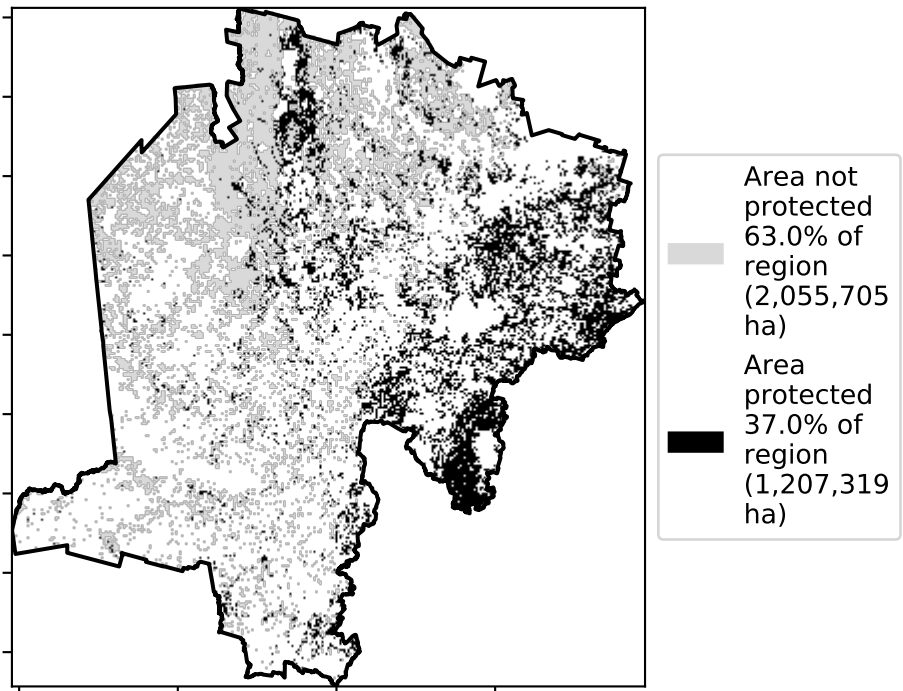 Area not
protected
63.0% of
region
(2,055,705
ha)
Area
protected
37.0% of
region
(1,207,319
ha)